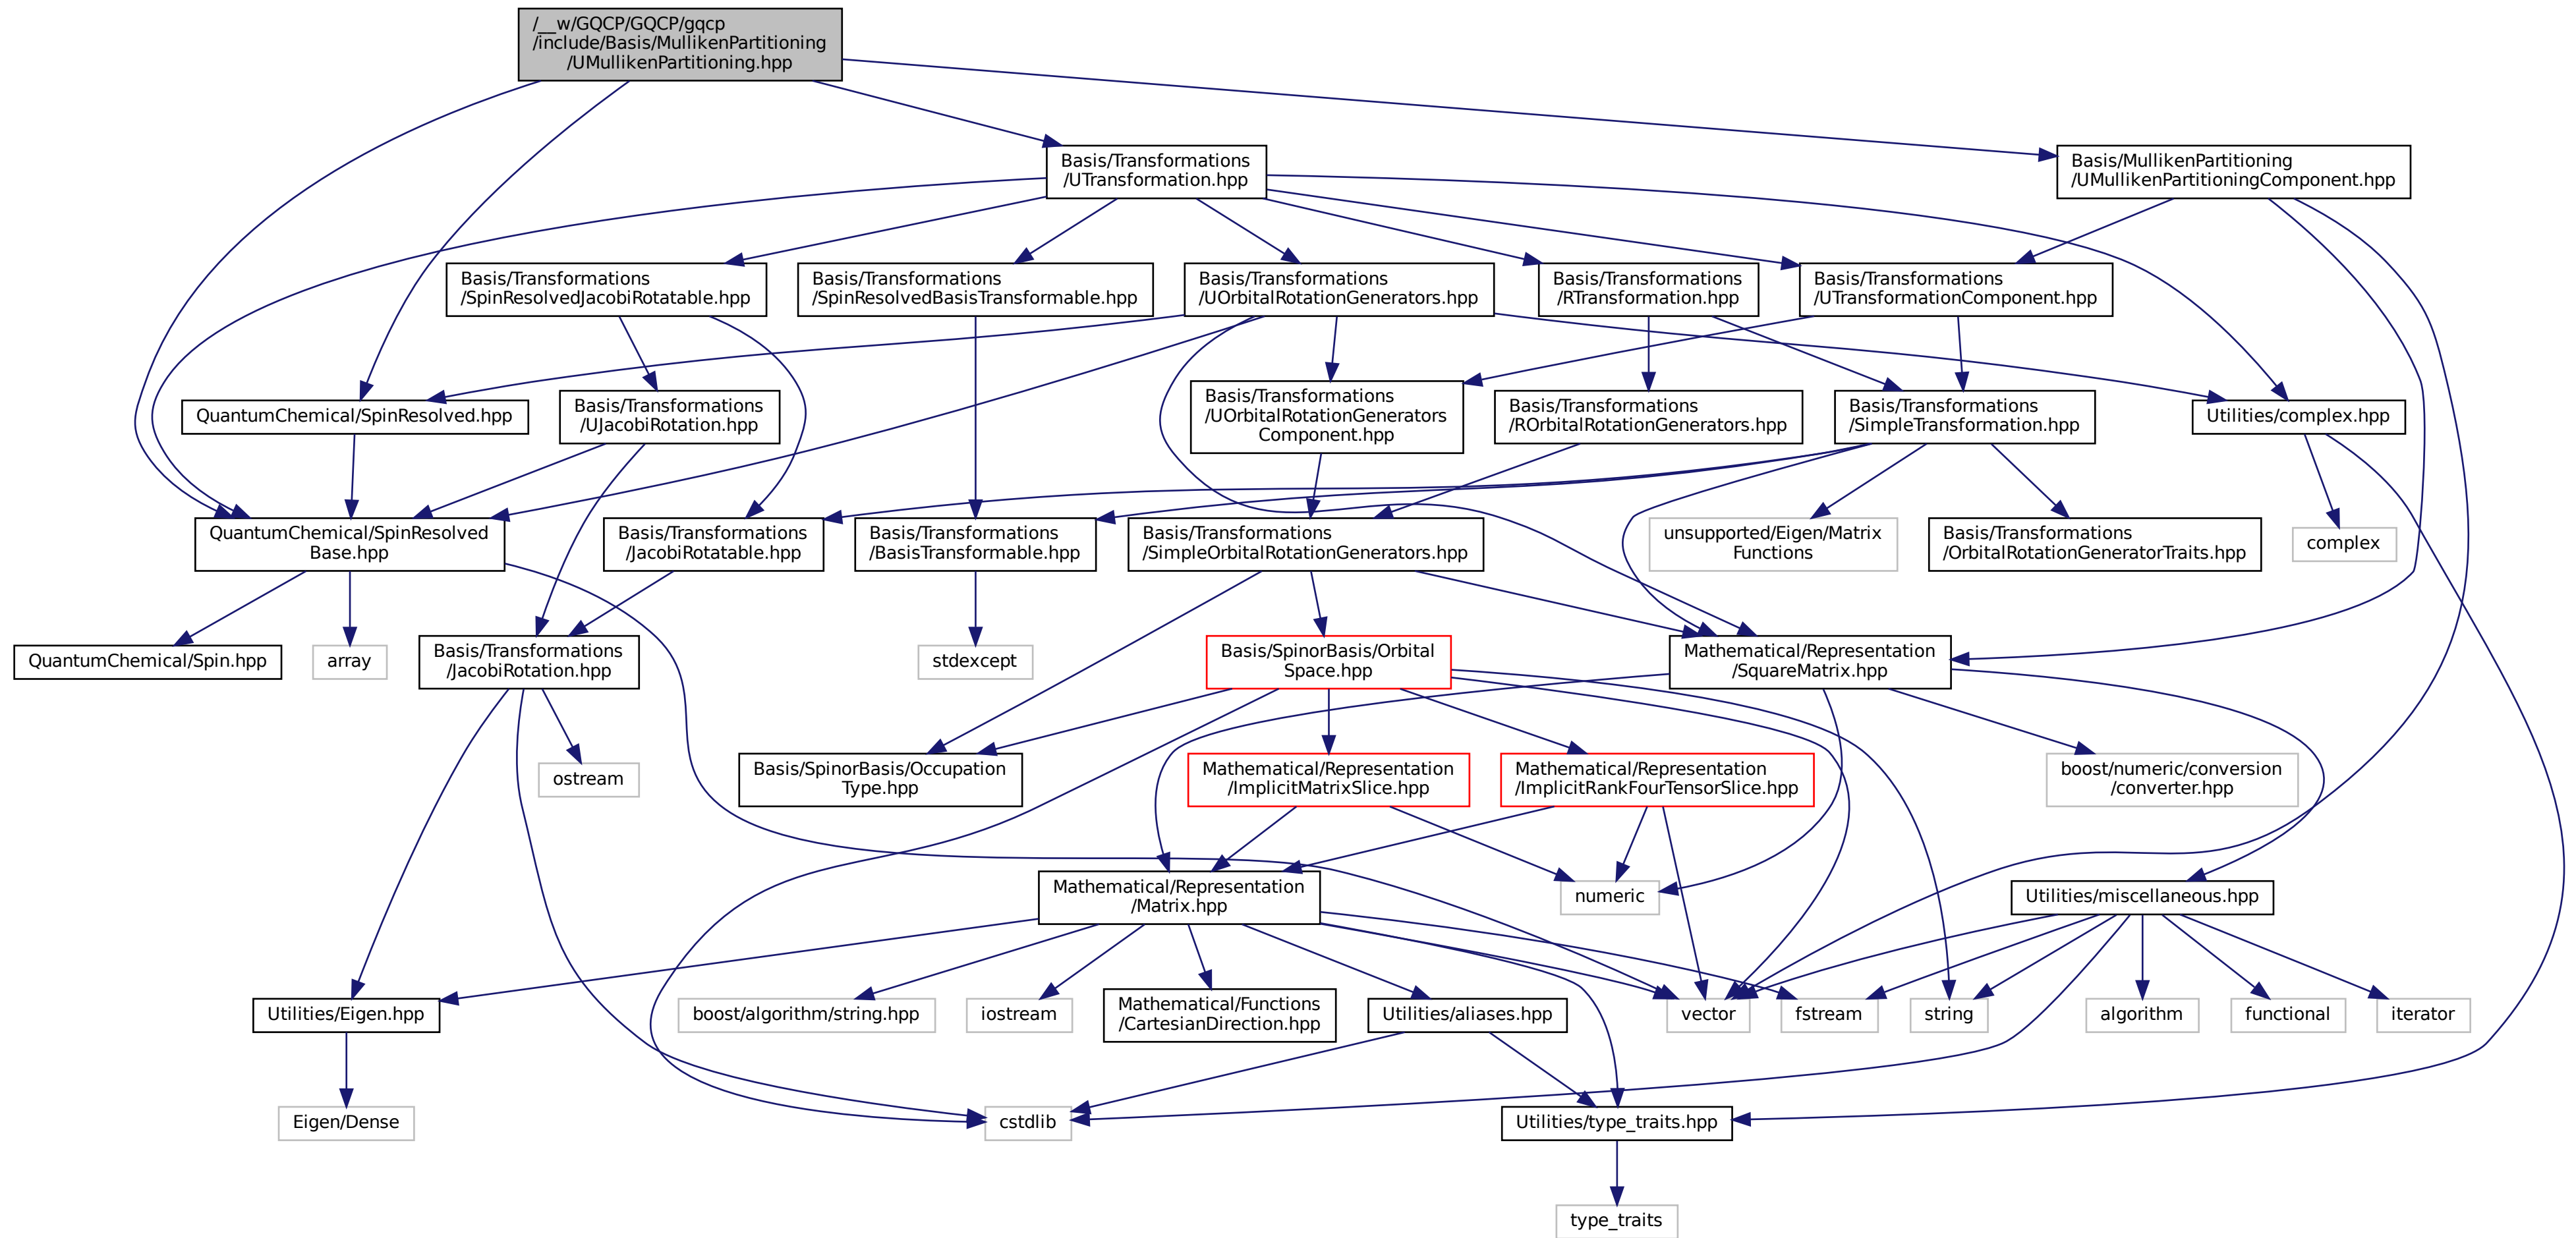 /__w/GQCP/GQCP/gqcp
/include/Basis/MullikenPartitioning
/UMullikenPartitioning.hpp
Basis/Transformations
/UTransformation.hpp
Basis/MullikenPartitioning
/UMullikenPartitioningComponent.hpp
Basis/Transformations
/SpinResolvedJacobiRotatable.hpp
Basis/Transformations
/SpinResolvedBasisTransformable.hpp
Basis/Transformations
/UOrbitalRotationGenerators.hpp
Basis/Transformations
/RTransformation.hpp
Basis/Transformations
/UTransformationComponent.hpp
QuantumChemical/SpinResolved.hpp
Basis/Transformations
/UJacobiRotation.hpp
Basis/Transformations
/UOrbitalRotationGenerators
Component.hpp
Basis/Transformations
/ROrbitalRotationGenerators.hpp
Basis/Transformations
/SimpleTransformation.hpp
Utilities/complex.hpp
QuantumChemical/SpinResolved
Base.hpp
Basis/Transformations
/JacobiRotatable.hpp
Basis/Transformations
/BasisTransformable.hpp
Basis/Transformations
/SimpleOrbitalRotationGenerators.hpp
unsupported/Eigen/Matrix
Functions
Basis/Transformations
/OrbitalRotationGeneratorTraits.hpp
complex
QuantumChemical/Spin.hpp
array
Basis/Transformations
/JacobiRotation.hpp
stdexcept
Basis/SpinorBasis/Orbital
Space.hpp
Mathematical/Representation
/SquareMatrix.hpp
ostream
Basis/SpinorBasis/Occupation
Type.hpp
Mathematical/Representation
/ImplicitMatrixSlice.hpp
Mathematical/Representation
/ImplicitRankFourTensorSlice.hpp
boost/numeric/conversion
/converter.hpp
Mathematical/Representation
/Matrix.hpp
numeric
Utilities/miscellaneous.hpp
Utilities/Eigen.hpp
boost/algorithm/string.hpp
iostream
Mathematical/Functions
/CartesianDirection.hpp
Utilities/aliases.hpp
vector
fstream
string
algorithm
functional
iterator
Eigen/Dense
cstdlib
Utilities/type_traits.hpp
type_traits